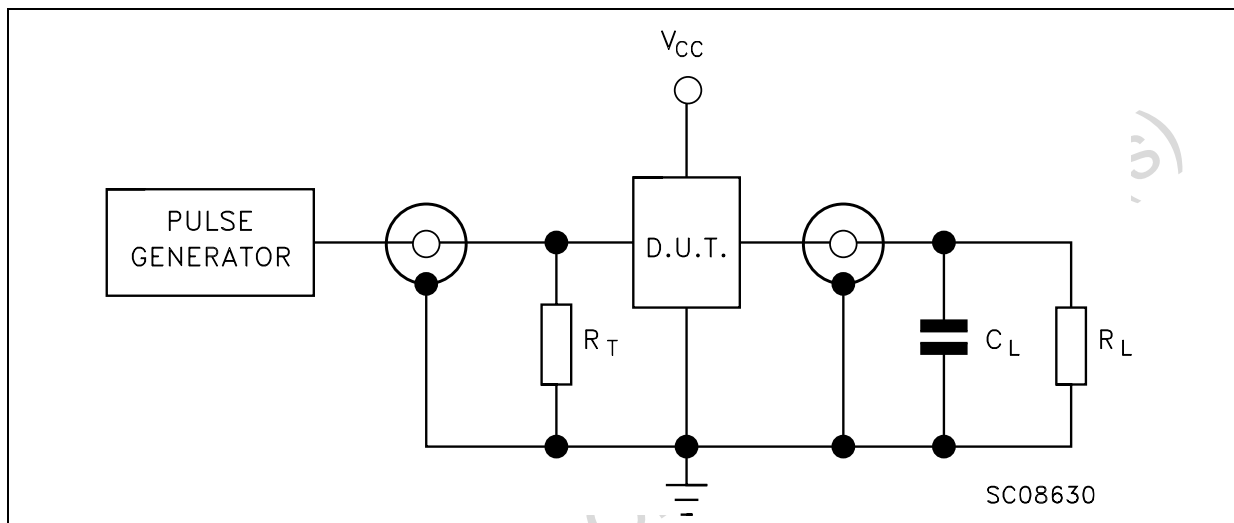 VCC
PULSE
GENERATOR
D.U.T.
RT
CL
RL
SC08630